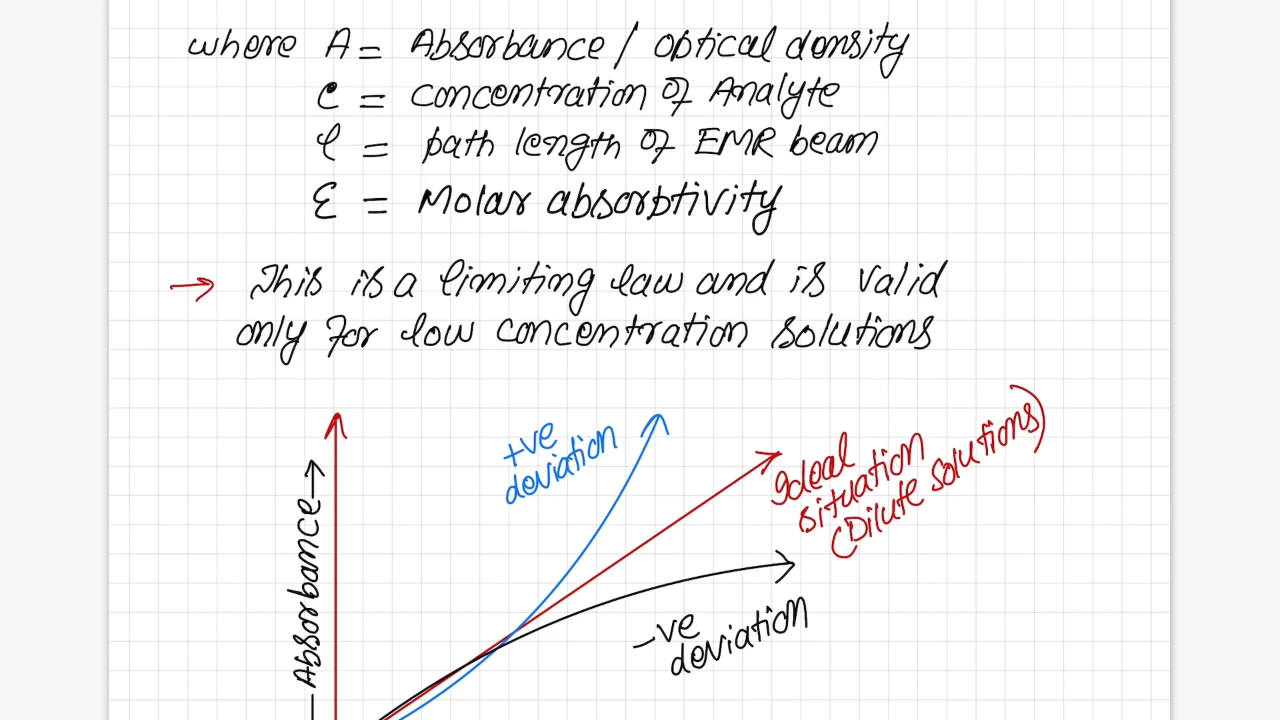 where A = Absorbance / optical density
c = concentration of Analyte
l = path length of EMR beam
ε = Molar absorptivity
→ This is a limiting law and is valid
only for low concentration solutions
+ve
deviation
Ideal
situation
(Dilute solutions)
Absorbance→
-ve
deviation